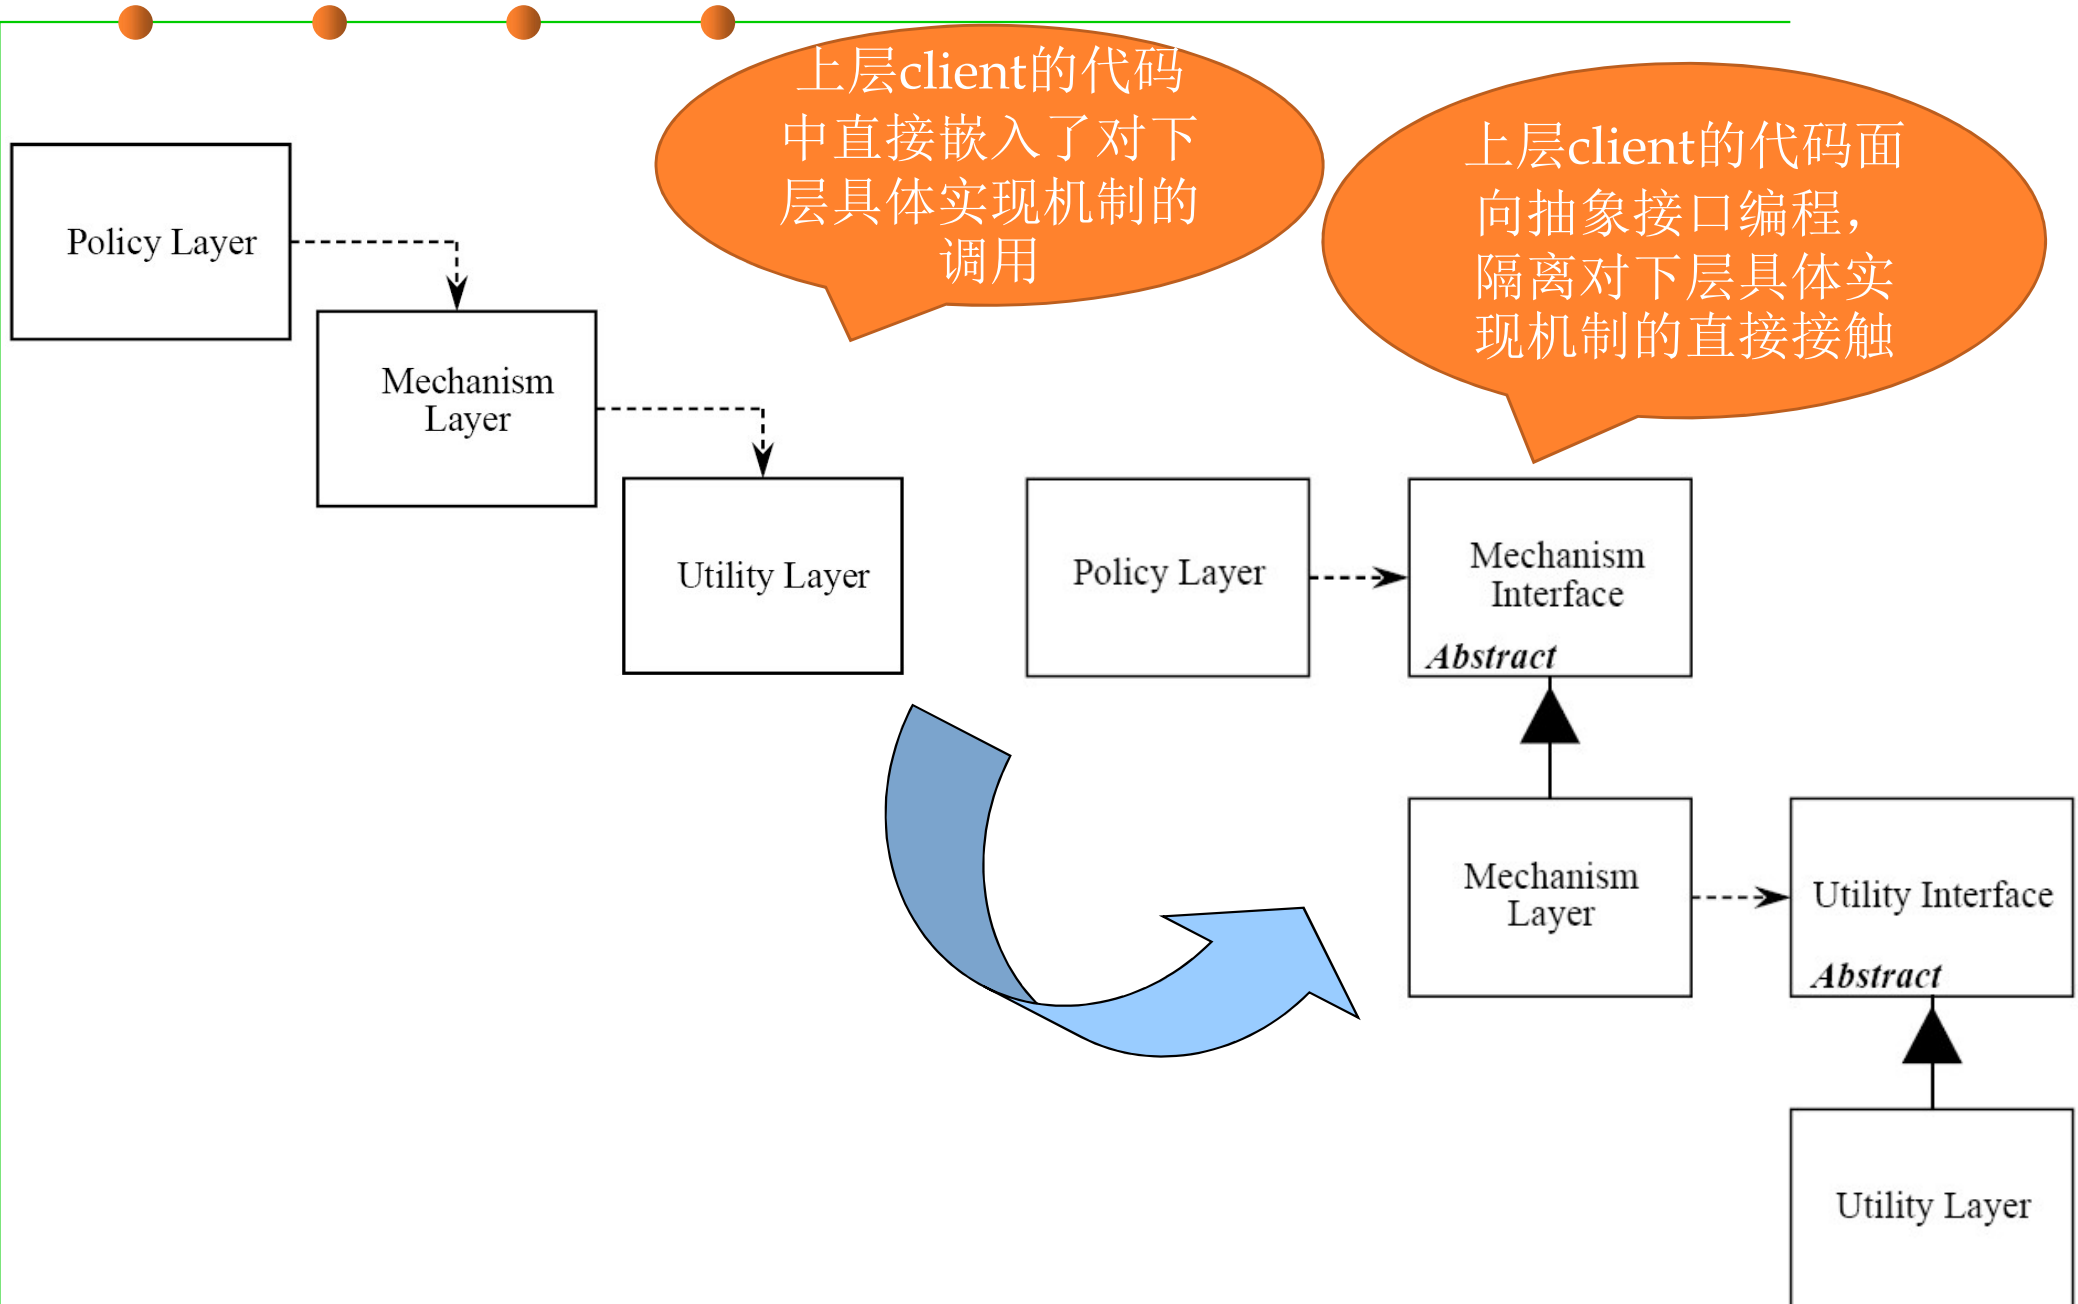 上层client的代码
中直接嵌入了对下
层具体实现机制的
调用
上层client的代码面
向抽象接口编程，
隔离对下层具体实
现机制的直接接触
Policy Layer
Mechanism
Layer
Utility Layer
Policy Layer
Mechanism
Interface
Abstract
Mechanism
Layer
Utility Interface
Abstract
Utility Layer